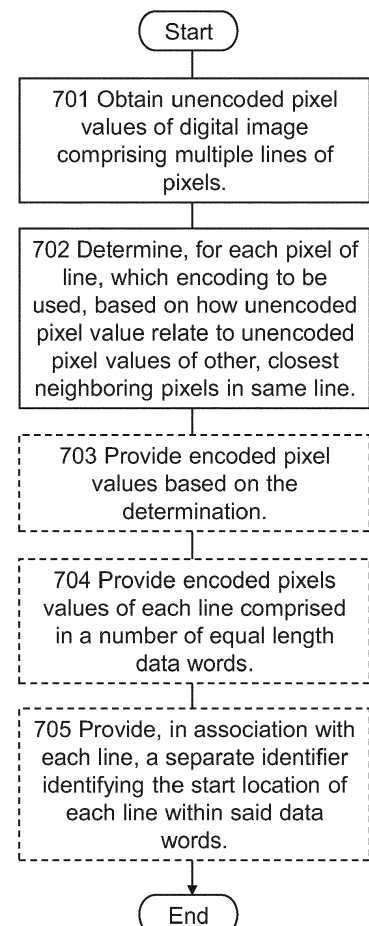 Start
701 Obtain unencoded pixel
values of digital image
comprising multiple lines of
pixels.
702 Determine, for each pixel of
line, which encoding to be
used, based on how unencoded
pixel value relate to unencoded
pixel values of other, closest
neighboring pixels in same line.
703 Provide encoded pixel
values based on the
determination.
704 Provide encoded pixels
values of each line comprised
in a number of equal length
data words.
705 Provide, in association with
each line, a separate identifier
identifying the start location of
each line within said data
words.
End